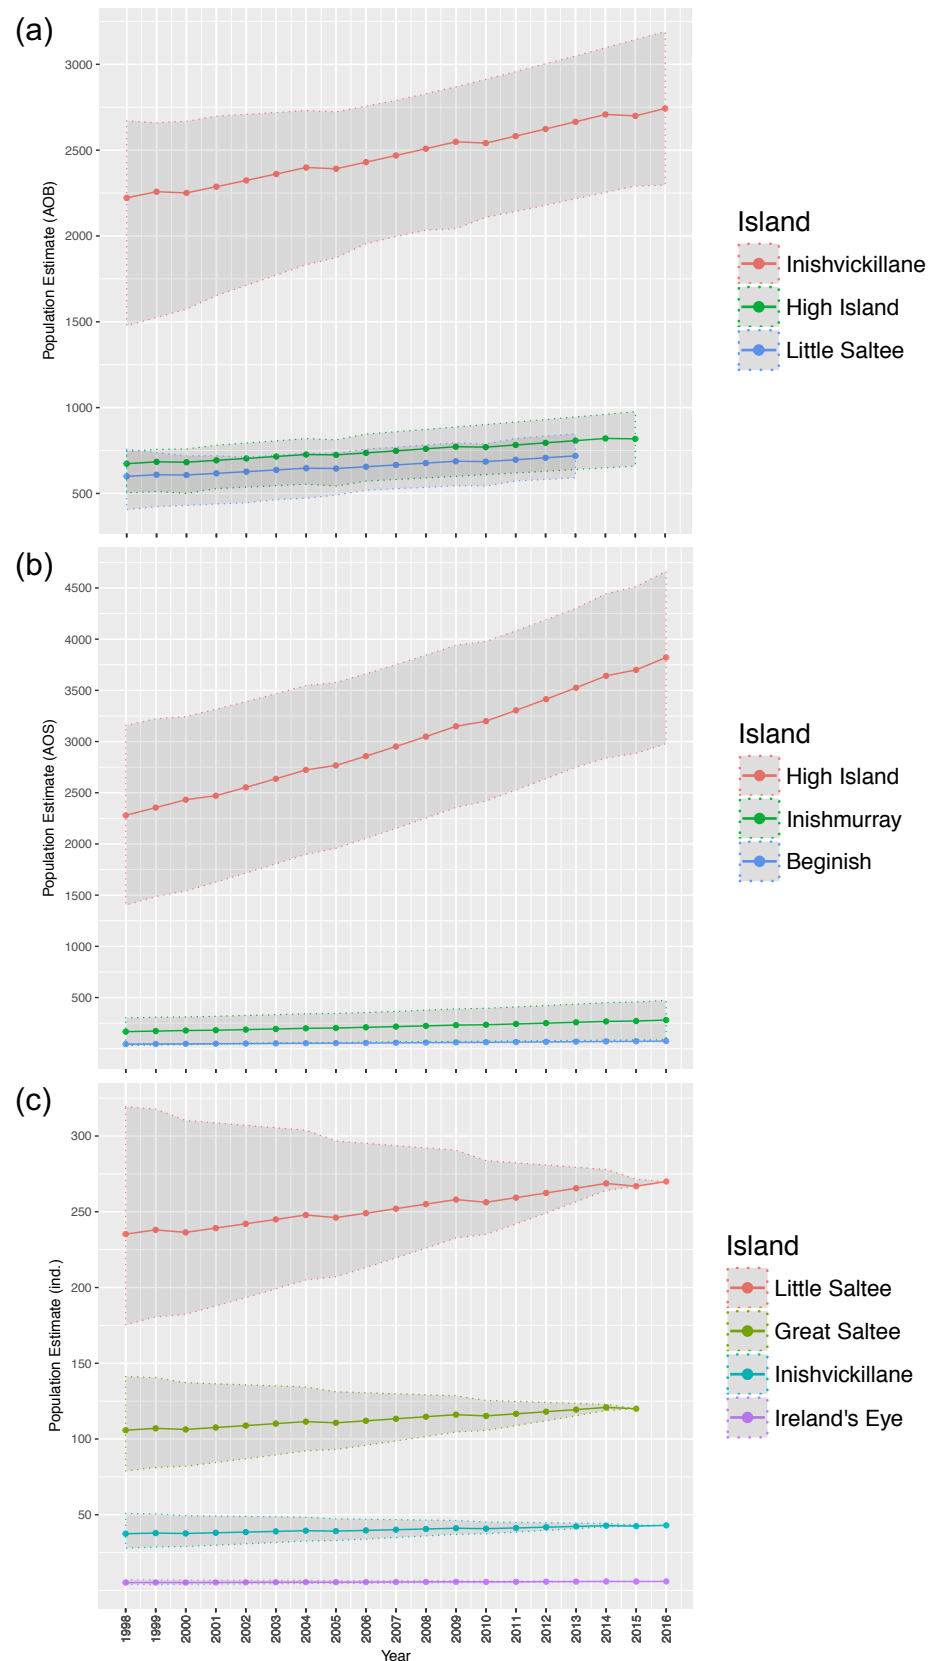 (a)
3000
2500
2000
1500
1000
500
Population Estimate (AOB)
Island
Inishvickillane
High Island
Little Saltee
(b)
4500
4000
3500
3000
2500
2000
1500
1000
500
Population Estimate (AOS)
Island
High Island
Inishmurray
Beginish
(c)
300
250
200
150
100
50
Population Estimate (ind.)
Island
Little Saltee
Great Saltee
Inishvickillane
Ireland's Eye
1998 1999 2000 2001 2002 2003 2004 2005 2006 2007 2008 2009 2010 2011 2012 2013 2014 2015 2016
Year